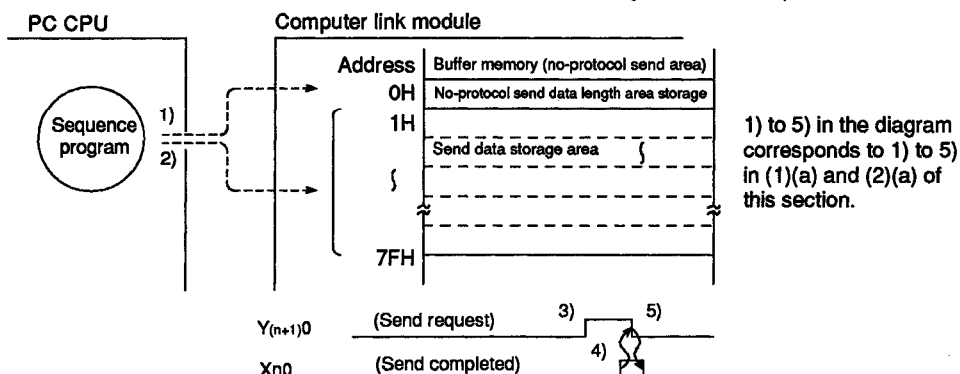 PC CPU
Computer link module
Address
Buffer memory (no-protocol send area)
0H
No-protocol send data length area storage
1)
1H
Sequence
program
2)
Send data storage area
7FH
1) to 5) in the diagram
corresponds to 1) to 5)
in (1)(a) and (2)(a) of
this section.
Y(n+1)0
(Send request)
3)
5)
4)
Xn0
(Send completed)